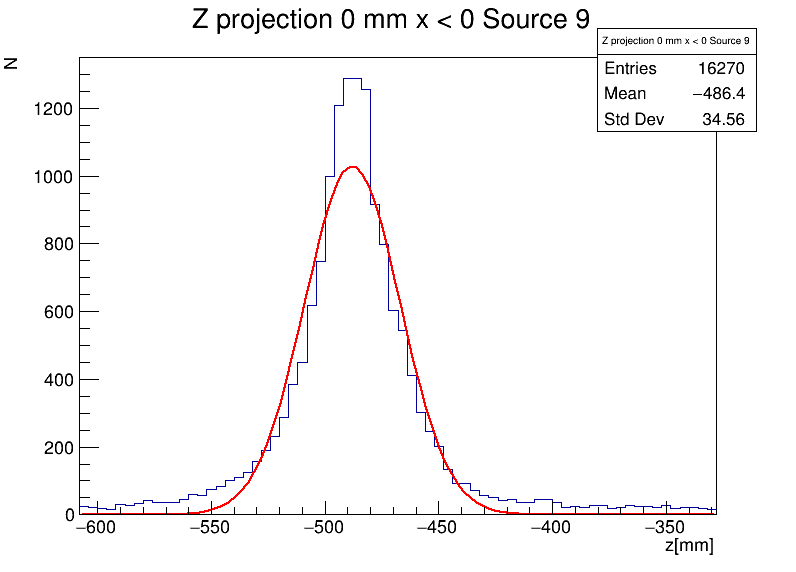 Z projection 0 mm x < 0 Source 9
Z projection 0 mm x < 0 Source 9
Entries 16270
Mean −486.4
Std Dev 34.56
N
1200
1000
800
600
400
200
0
−600 −550 −500 −450 −400 −350
z[mm]